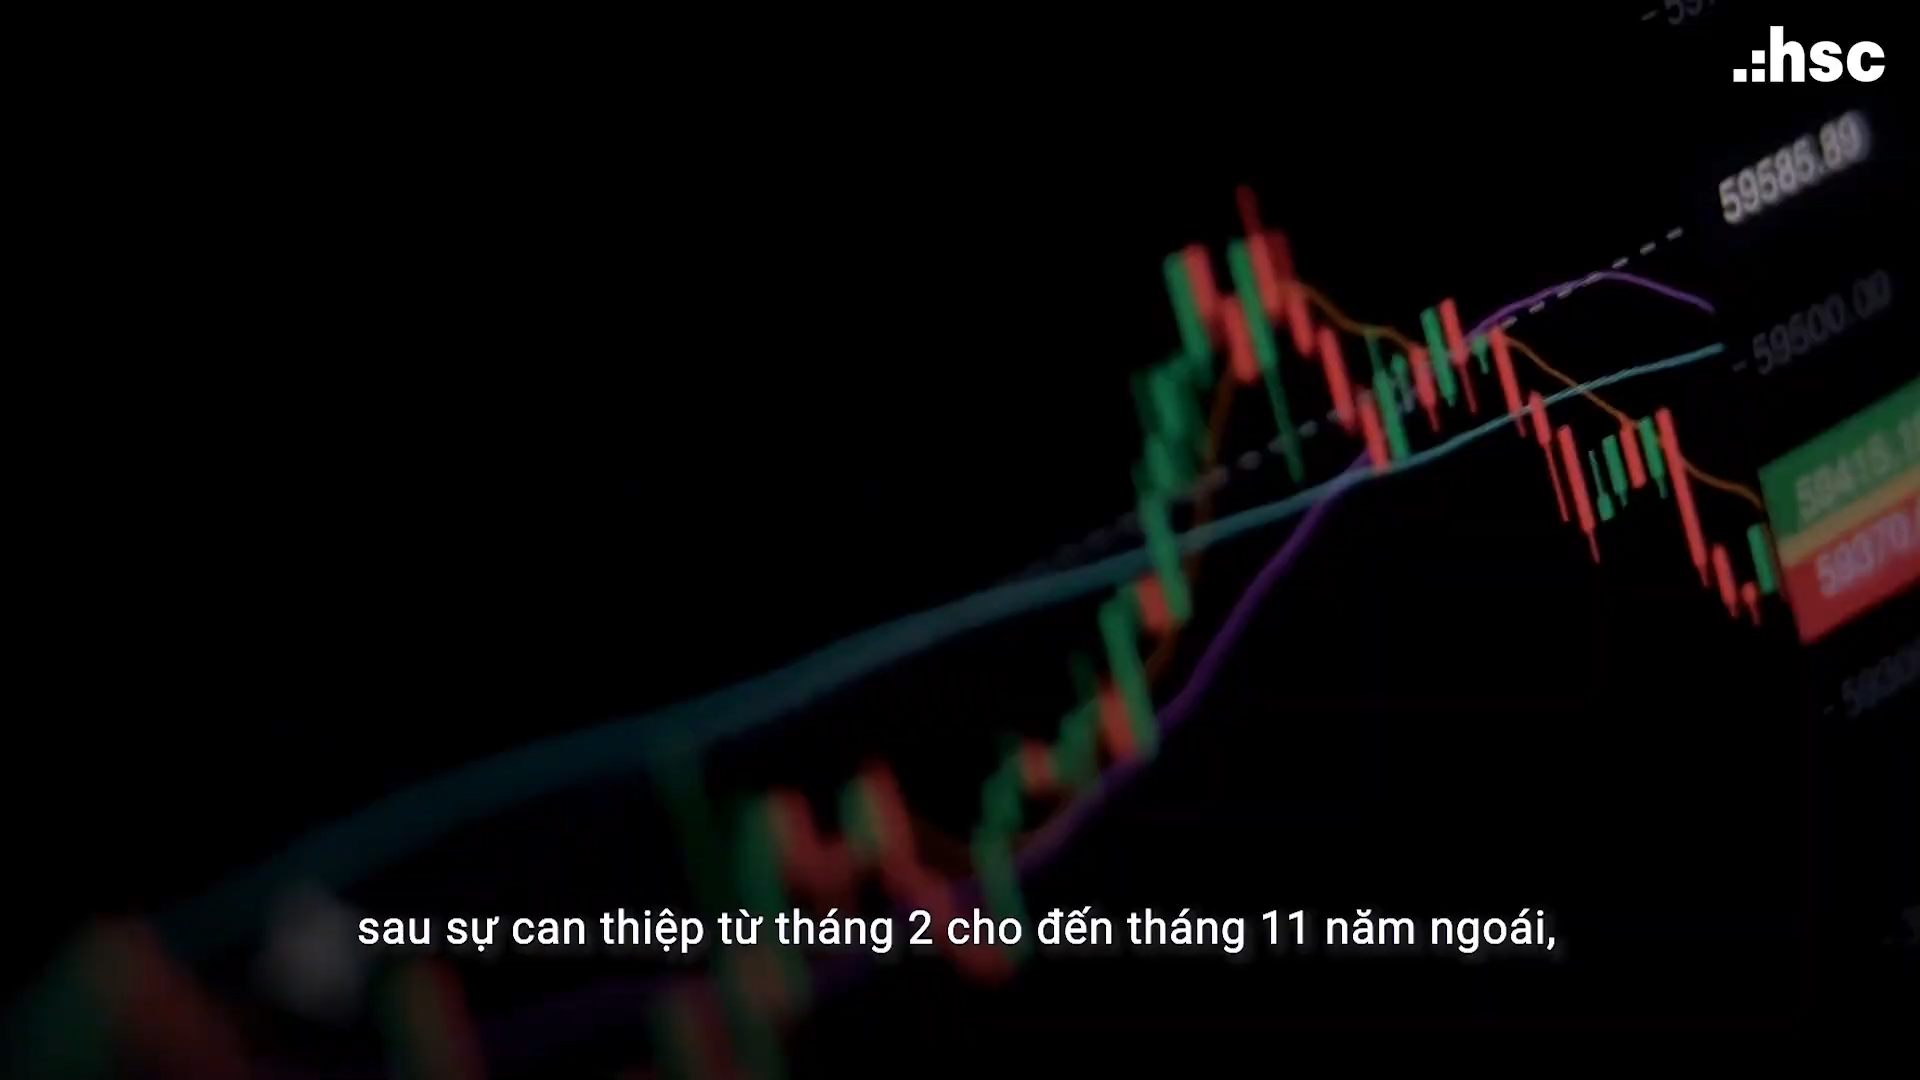 .:hsc
59585.89
59500.00
sau sự can thiệp từ tháng 2 cho đến tháng 11 năm ngoái,